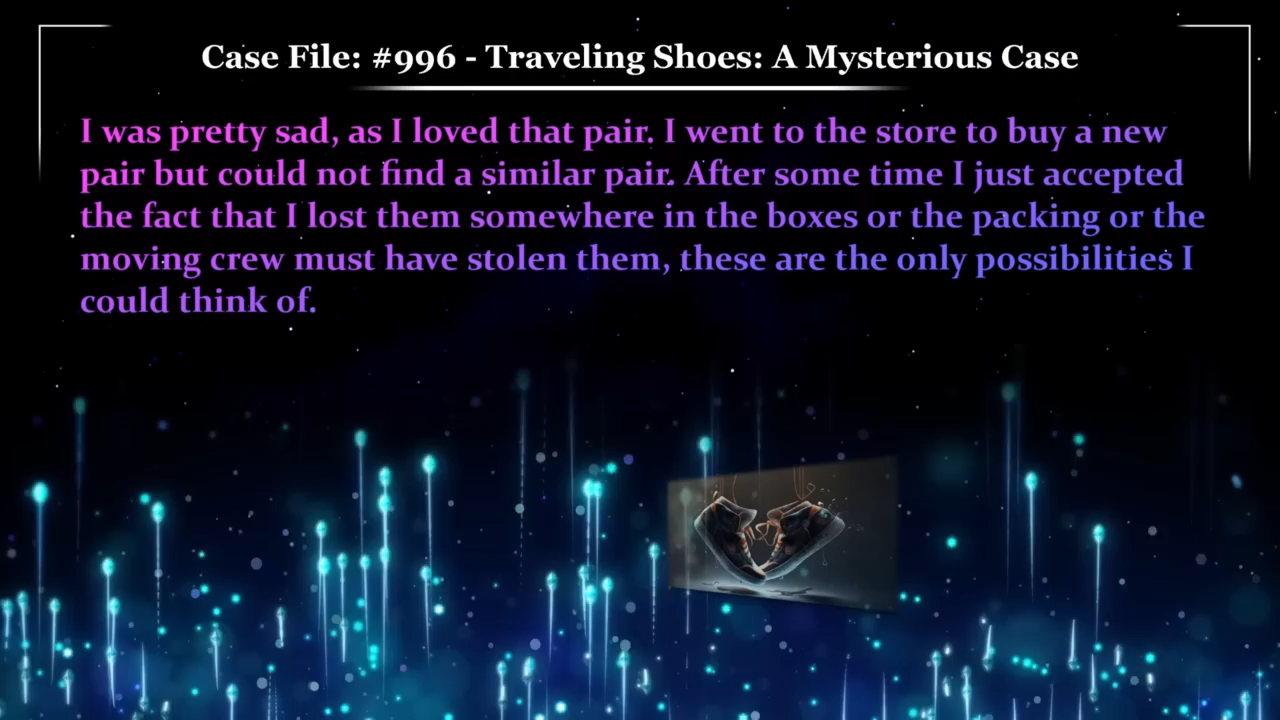 Case File: #996 - Traveling Shoes: A Mysterious Case
I was pretty sad, as I loved that pair. I went to the store to buy a new
pair but could not find a similar pair. After some time I just accepted
the fact that I lost them somewhere in the boxes or the packing or the
moving crew must have stolen them, these are the only possibilities I
could think of.